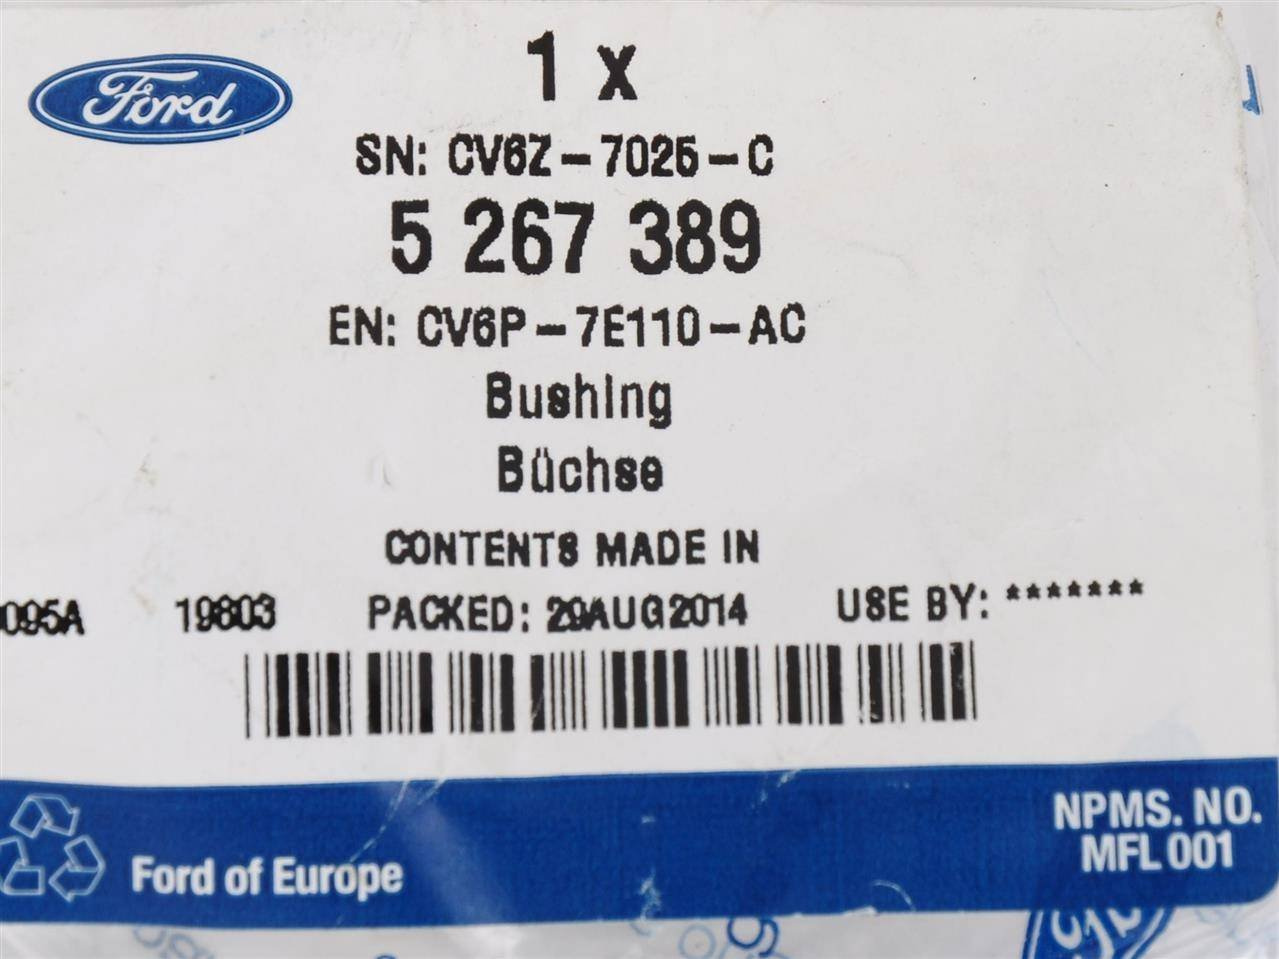 Ford
1 x
SN: CV6Z-7025-C
5 267 389
EN: CV6P-7E110-AC
Bushing
Büchse
CONTENTS MADE IN
095A 19803 PACKED: 29AUG2014 USE BY: *******
NPMS. NO.
MFL 001
Ford of Europe